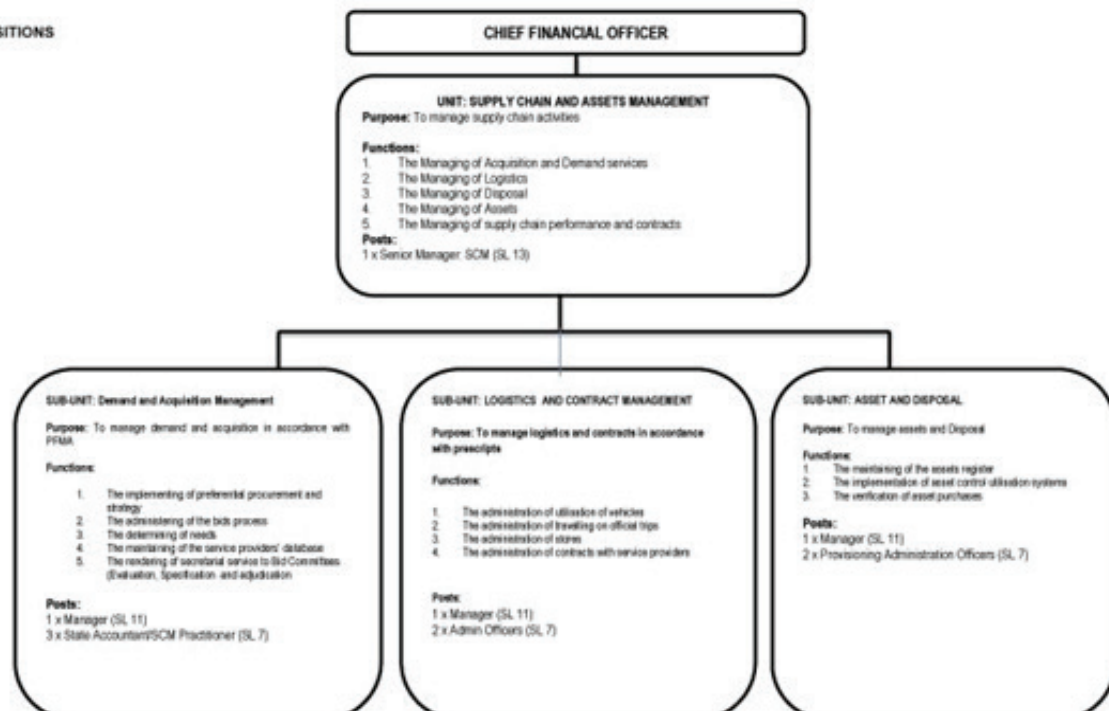 SITIONS
CHIEF FINANCIAL OFFICER
UNIT: SUPPLY CHAIN AND ASSETS MANAGEMENT
Purpose: To manage supply chain activities
Functions:
1. The Managing of Acquisition and Demand services
2. The Managing of Logistics
3. The Managing of Disposal
4. The Managing of Assets
5. The Managing of supply chain performance and contracts
Posts:
1 x Senior Manager: SCM (SL 13)
SUB-UNIT: Demand and Acquisition Management
Purpose: To manage demand and acquisition in accordance with
PFMA
Functions:
1. The implementing of preferential procurement and
strategy
2. The administering of the bids process
3. The determining of needs
4. The maintaining of the service providers' database
5. The rendering of secretarial service to Bid Committees
(Evaluation, Specification and adjudication
Posts:
1 x Manager (SL 11)
3 x State Accountant/SCM Practitioner (SL 7)
SUB-UNIT: LOGISTICS AND CONTRACT MANAGEMENT
Purpose: To manage logistics and contracts in accordance
with prescripts
Functions:
1. The administration of utilisation of vehicles
2. The administration of travelling on official trips
3. The administration of stores
4. The administration of contracts with service providers
Posts:
1 x Manager (SL 11)
2 x Admin Officers (SL 7)
SUB-UNIT: ASSET AND DISPOSAL
Purpose: To manage assets and Disposal
Functions:
1. The maintaining of the assets register
2. The implementation of asset control utilisation systems
3. The verification of asset purchases
Posts:
1 x Manager (SL 11)
2 x Provisioning Administration Officers (SL 7)